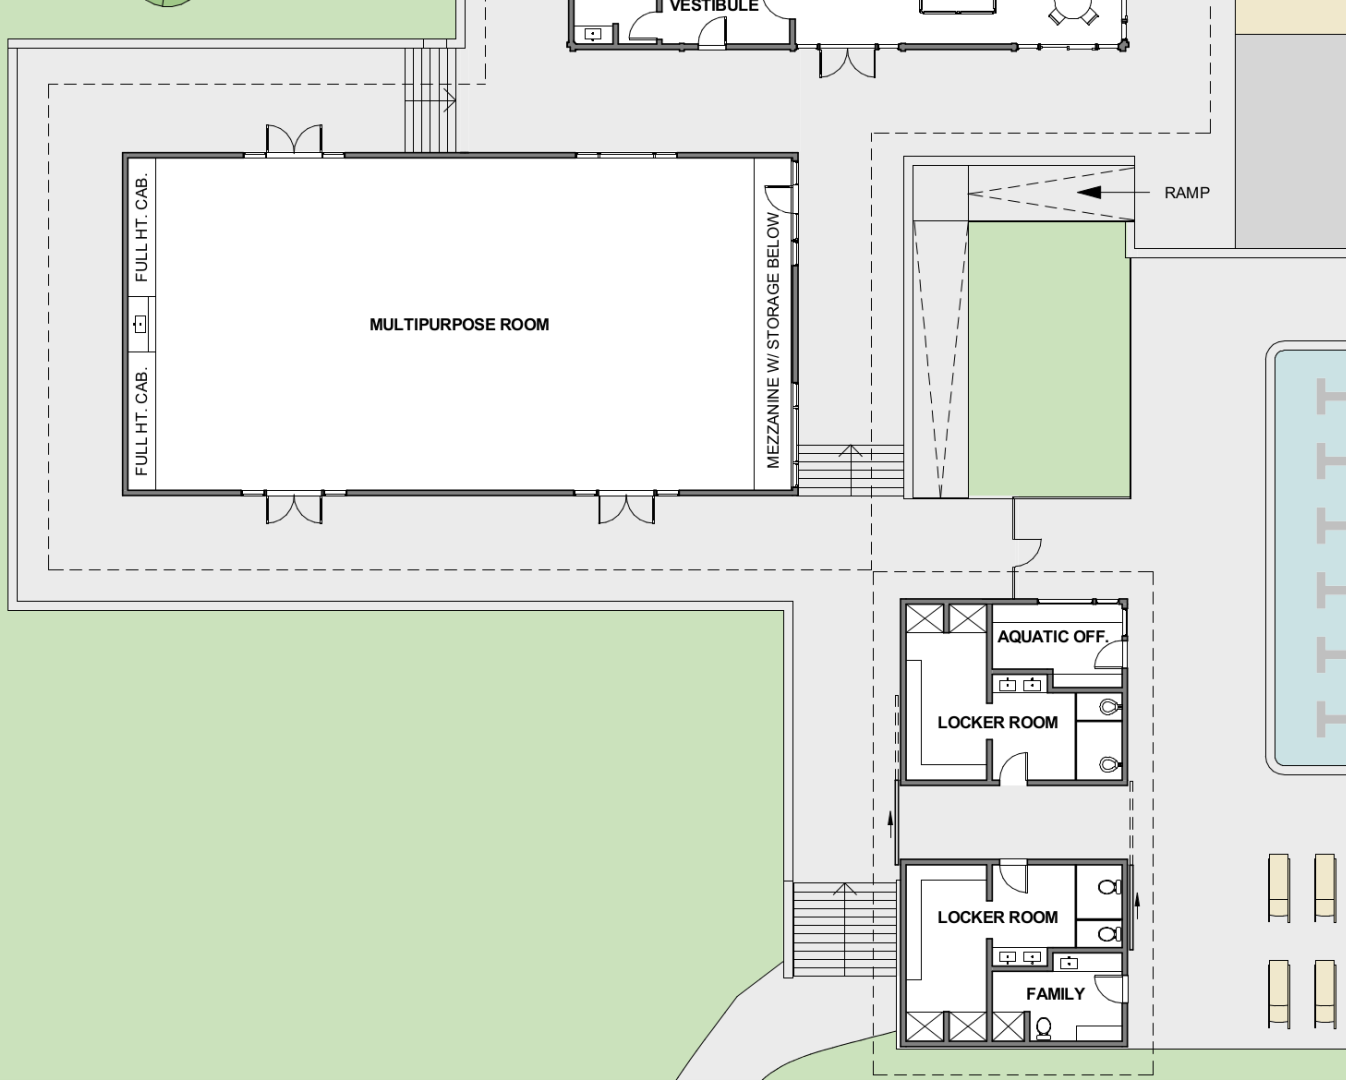 VESTIBULE
RAMP
FULL HT. CAB.
MULTIPURPOSE ROOM
MEZZANINE W/ STORAGE BELOW
FULL HT. CAB.
AQUATIC OFF.
LOCKER ROOM
LOCKER ROOM
FAMILY